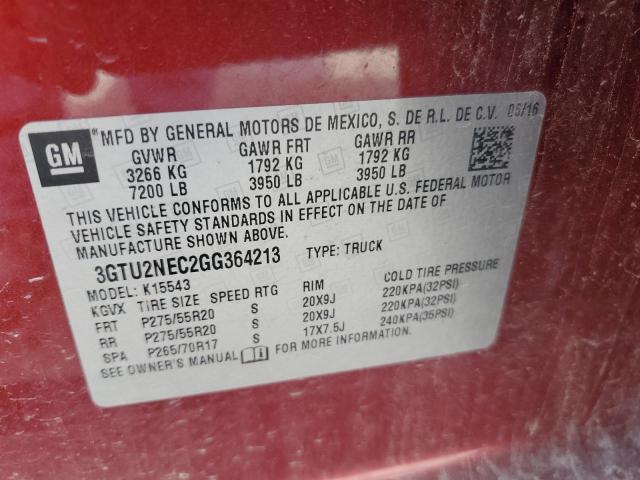 GM
MFD BY GENERAL MOTORS DE MEXICO, S. DE R.L. DE C.V. 05/16
GVWR GAWR FRT GAWR RR
3266 KG 1792 KG 1792 KG
7200 LB 3950 LB 3950 LB
THIS VEHICLE CONFORMS TO ALL APPLICABLE U.S. FEDERAL MOTOR
VEHICLE SAFETY STANDARDS IN EFFECT ON THE DATE OF
MANUFACTURE SHOWN ABOVE.
3GTU2NEC2GG364213 TYPE: TRUCK
MODEL: K15543
KGVX TIRE SIZE SPEED RTG RIM COLD TIRE PRESSURE
FRT P275/55R20 S 20X9J 220KPA(32PSI)
RR P275/55R20 S 20X9J 220KPA(32PSI)
SPA P265/70R17 S 17X7.5J 240KPA(35PSI)
SEE OWNER'S MANUAL FOR MORE INFORMATION.